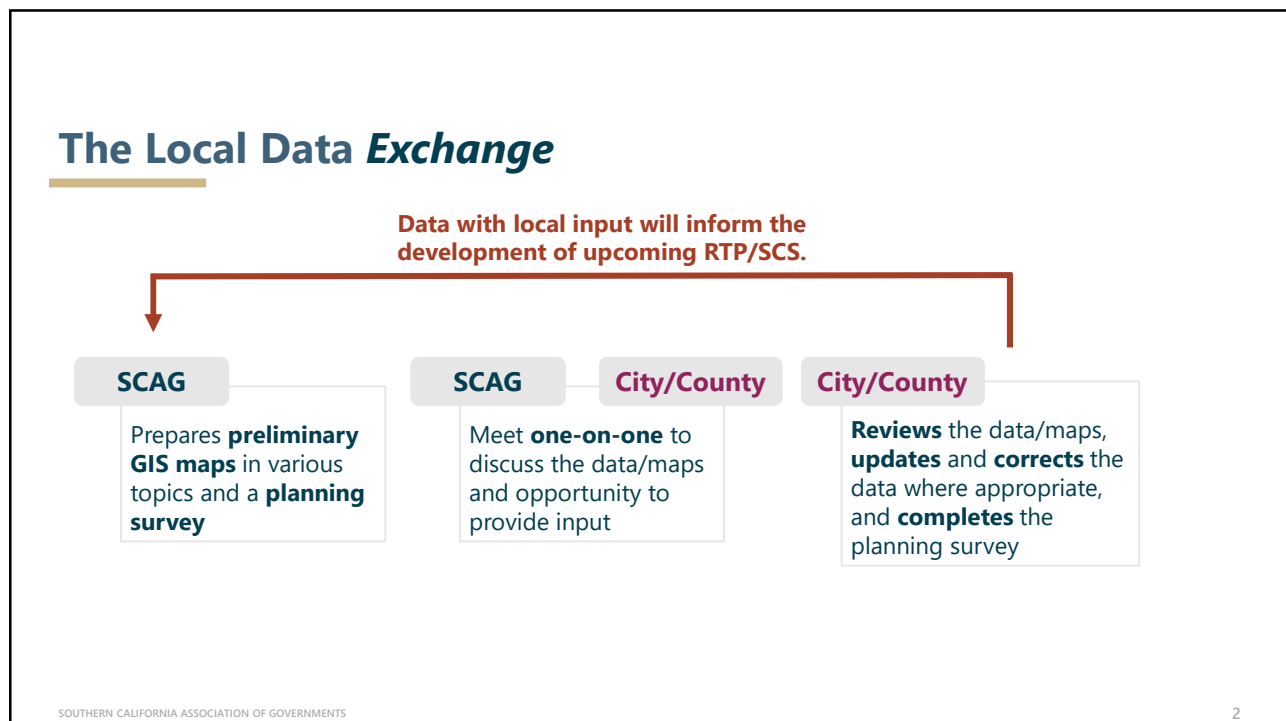 The Local Data Exchange
Data with local input will inform the
development of upcoming RTP/SCS.
SCAG
Prepares preliminary
GIS maps in various
topics and a planning
survey
SCAG
City/County
Meet one-on-one to
discuss the data/maps
and opportunity to
provide input
City/County
Reviews the data/maps,
updates and corrects the
data where appropriate,
and completes the
planning survey
SOUTHERN CALIFORNIA ASSOCIATION OF GOVERNMENTS
2